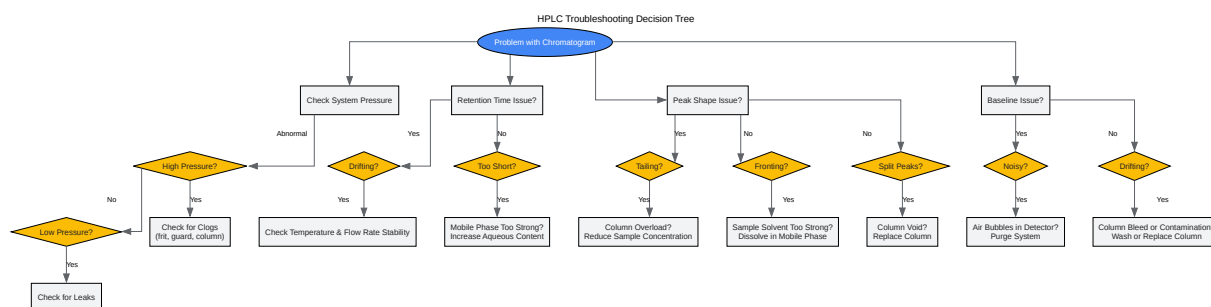 HPLC Troubleshooting Decision Tree
Problem with Chromatogram
Check System Pressure
Retention Time Issue?
Peak Shape Issue?
Baseline Issue?
Abnormal
Yes
No
Yes
No
No
Yes
No
High Pressure?
Drifting?
Too Short?
Tailing?
Fronting?
Split Peaks?
Noisy?
Drifting?
No
Yes
Yes
Yes
Yes
Yes
Yes
Yes
Yes
Low Pressure?
Check for Clogs
(frit, guard, column)
Check Temperature & Flow Rate Stability
Mobile Phase Too Strong?
Increase Aqueous Content
Column Overload?
Reduce Sample Concentration
Sample Solvent Too Strong?
Dissolve in Mobile Phase
Column Void?
Replace Column
Air Bubbles in Detector?
Purge System
Column Bleed or Contamination
Wash or Replace Column
Yes
Check for Leaks